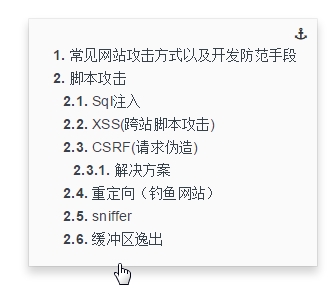 1. 常见网站攻击方式以及开发防范手段
2. 脚本攻击
2.1. Sql注入
2.2. XSS(跨站脚本攻击)
2.3. CSRF(请求伪造)
2.3.1. 解决方案
2.4. 重定向（钓鱼网站）
2.5. sniffer
2.6. 缓冲区逸出